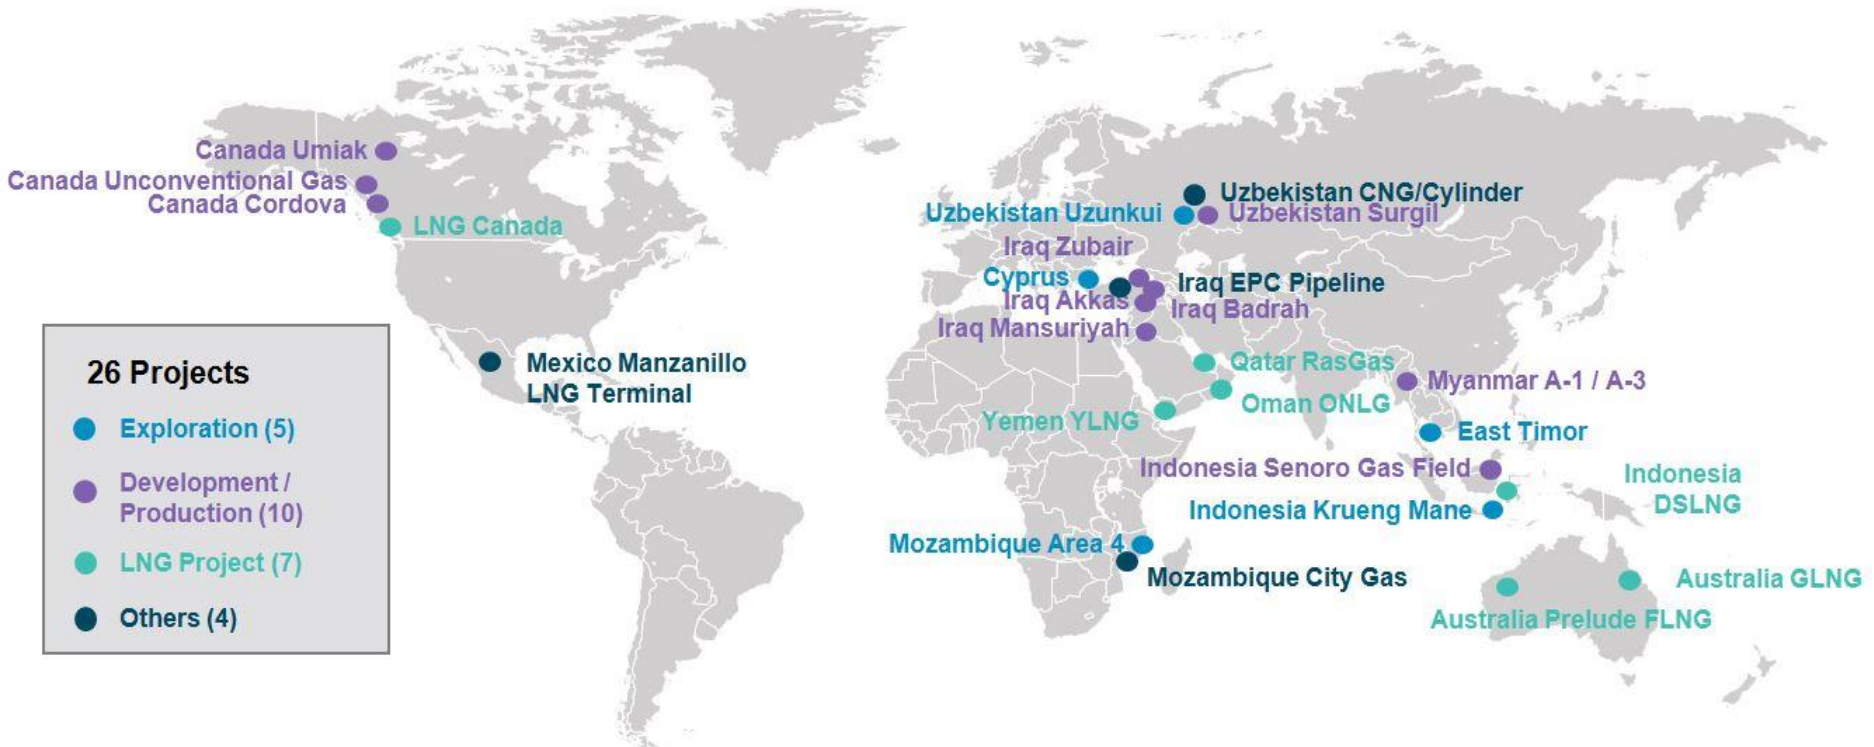 Canada Umiak
Canada Unconventional Gas
Canada Cordova
LNG Canada
Uzbekistan CNG/Cylinder
Uzbekistan Uzunkui
Uzbekistan Surgil
Iraq Zubair
Cyprus
Iraq EPC Pipeline
Iraq Akkas
Iraq Badrah
Iraq Mansuriyah
26 Projects
Exploration (5)
Development /
Production (10)
LNG Project (7)
Others (4)
Mexico Manzanillo
LNG Terminal
Qatar RasGas
Myanmar A-1 / A-3
Oman ONLG
Yemen YLNG
East Timor
Indonesia Senoro Gas Field
Indonesia
DSLNG
Indonesia Krueng Mane
Mozambique Area 4
Mozambique City Gas
Australia GLNG
Australia Prelude FLNG